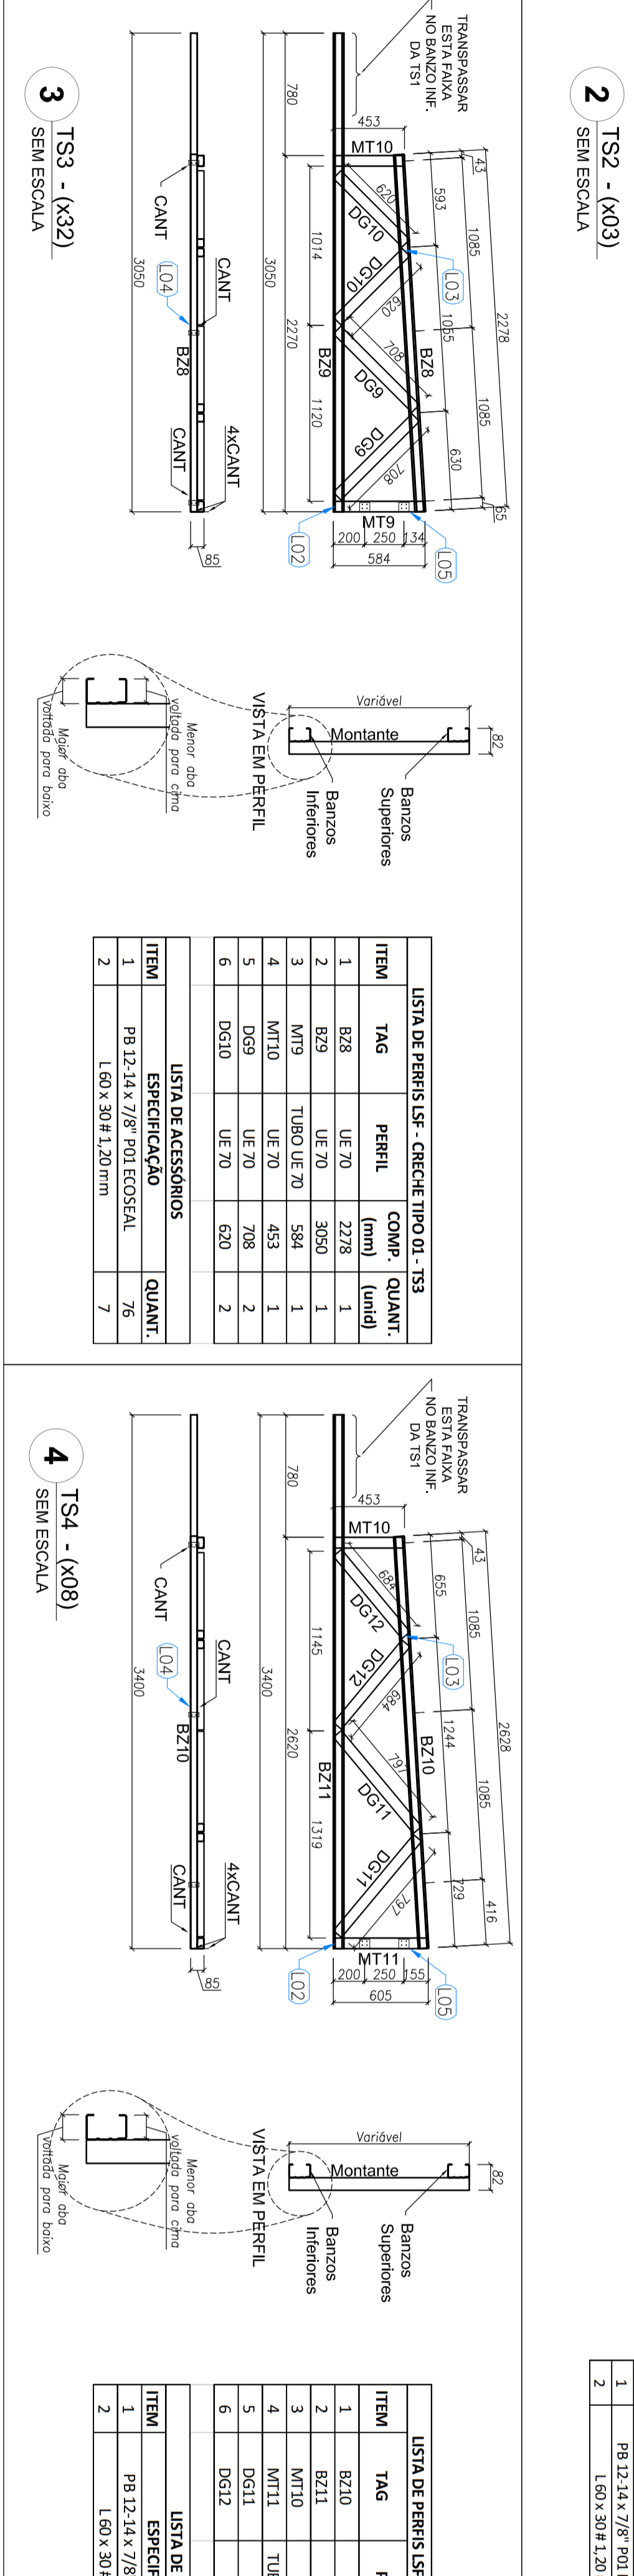 2
TS2 - (x03)
SEM ESCALA
TRANSPASSAR
ESTA FAIXA
NO BANZO INF.
DA TS1
2278
43
1085
1085
65
593
1055
630
453
MT10
620
DG10
DG10
620
708
DG9
DG9
708
L03
BZ8
BZ9
MT9
200
250
134
584
L05
L02
1014
1120
780
2270
3050
CANT
4xCANT
85
CANT
L04
BZ8
CANT
3050
3
TS3 - (x32)
SEM ESCALA
82
Variável
Montante
Banzos
Superiores
Banzos
Inferiores
VISTA EM PERFIL
Menor aba
voltada para cima
Maior aba
voltada para baixo
LISTA DE PERFIS LSF - CRECHE TIPO 01 - TS3
ITEM TAG PERFIL COMP. (mm) QUANT. (unid)
1 BZ8 UE 70 2278 1
2 BZ9 UE 70 3050 1
3 MT9 TUBO UE 70 584 1
4 MT10 UE 70 453 1
5 DG9 UE 70 708 2
6 DG10 UE 70 620 2
LISTA DE ACESSÓRIOS
ITEM ESPECIFICAÇÃO QUANT.
1 PB 12-14 x 7/8" P01 ECOSEAL 76
2 L 60 x 30 # 1,20 mm 7
TRANSPASSAR
ESTA FAIXA
NO BANZO INF.
DA TS1
2628
43
1085
1085
416
655
1244
729
453
MT10
684
DG12
DG12
684
797
DG11
DG11
797
L03
BZ10
BZ11
MT11
200
250
155
605
L05
L02
1145
1319
780
2620
3400
CANT
4xCANT
85
CANT
L04
BZ10
CANT
3400
4
TS4 - (x08)
SEM ESCALA
82
Variável
Montante
Banzos
Superiores
Banzos
Inferiores
VISTA EM PERFIL
Menor aba
voltada para cima
Maior aba
voltada para baixo
1 PB 12-14 x 7/8" P01
2 L 60 x 30 # 1,20
LISTA DE PERFIS LSF
ITEM TAG
1 BZ10
2 BZ11
3 MT10
4 MT11 TUB
5 DG11
6 DG12
LISTA DE
ITEM ESPECIF
1 PB 12-14 x 7/8
2 L 60 x 30 #